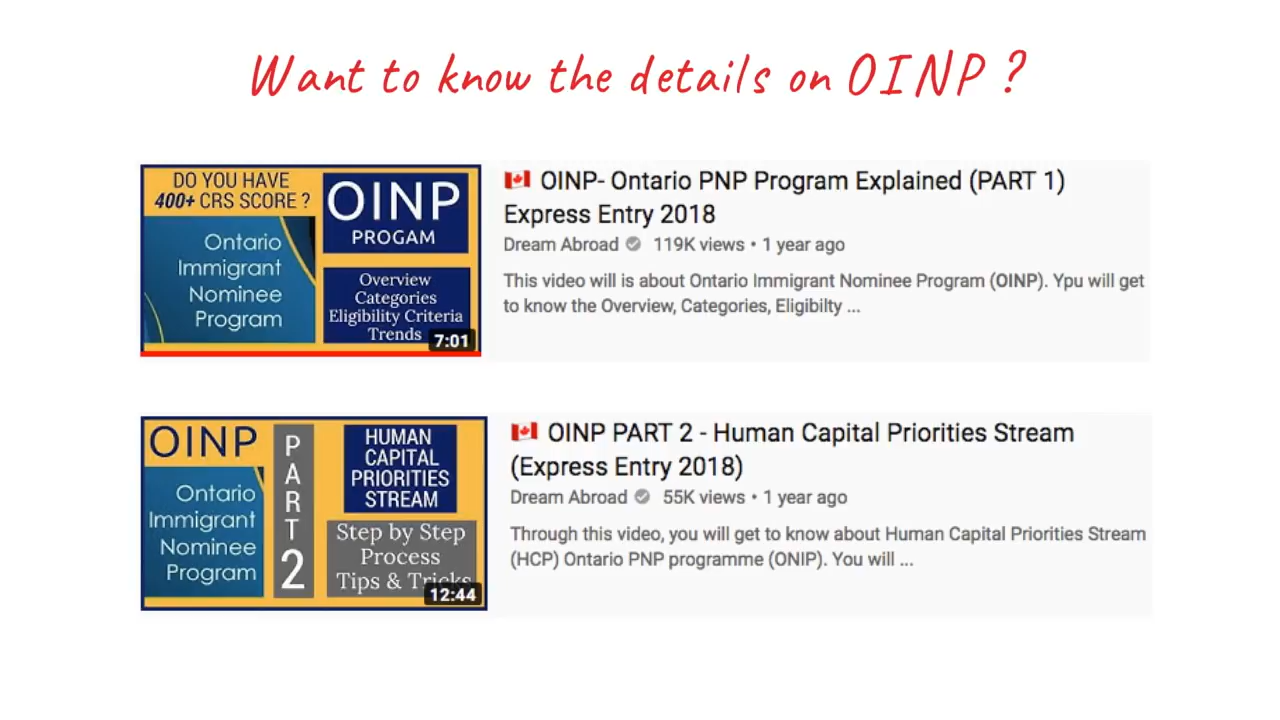 Want to know the details on OINP ?
DO YOU HAVE
400+ CRS SCORE ?
Ontario
Immigrant
Nominee
Program
OINP
PROGAM
Overview
Categories
Eligibility Criteria
Trends
7:01
🇨🇦 OINP- Ontario PNP Program Explained (PART 1)
Express Entry 2018
Dream Abroad 119K views • 1 year ago
This video will is about Ontario Immigrant Nominee Program (OINP). Ypu will get
to know the Overview, Categories, Eligibilty ...
OINP
Ontario
Immigrant
Nominee
Program
PART 2
HUMAN
CAPITAL
PRIORITIES
STREAM
Step by Step
Process
Tips & Tricks
12:44
🇨🇦 OINP PART 2 - Human Capital Priorities Stream
(Express Entry 2018)
Dream Abroad 55K views • 1 year ago
Through this video, you will get to know about Human Capital Priorities Stream
(HCP) Ontario PNP programme (ONIP). You will ...